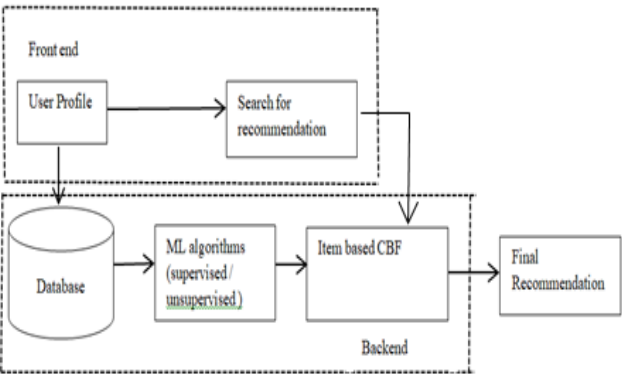 Front end
User Profile
Search for
recommendation
Database
ML algorithms
(supervised /
unsupervised )
Item based CBF
Final
Recommendation
Backend